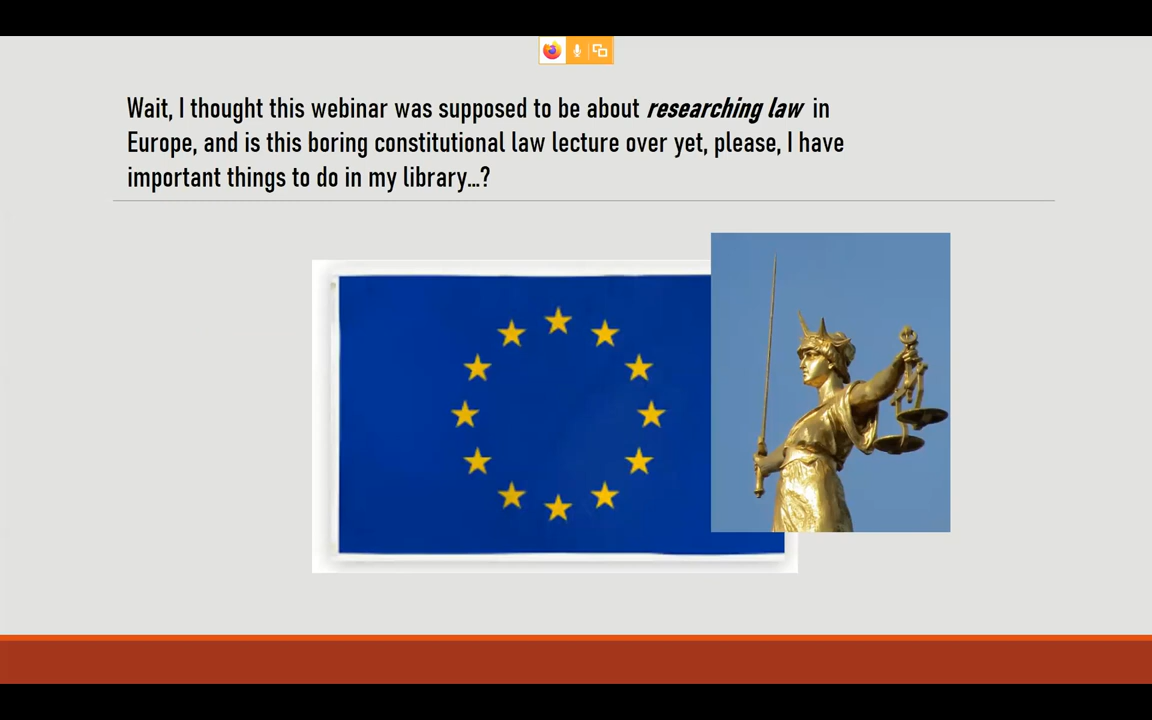 Wait, I thought this webinar was supposed to be about researching law in
Europe, and is this boring constitutional law lecture over yet, please, I have
important things to do in my library...?